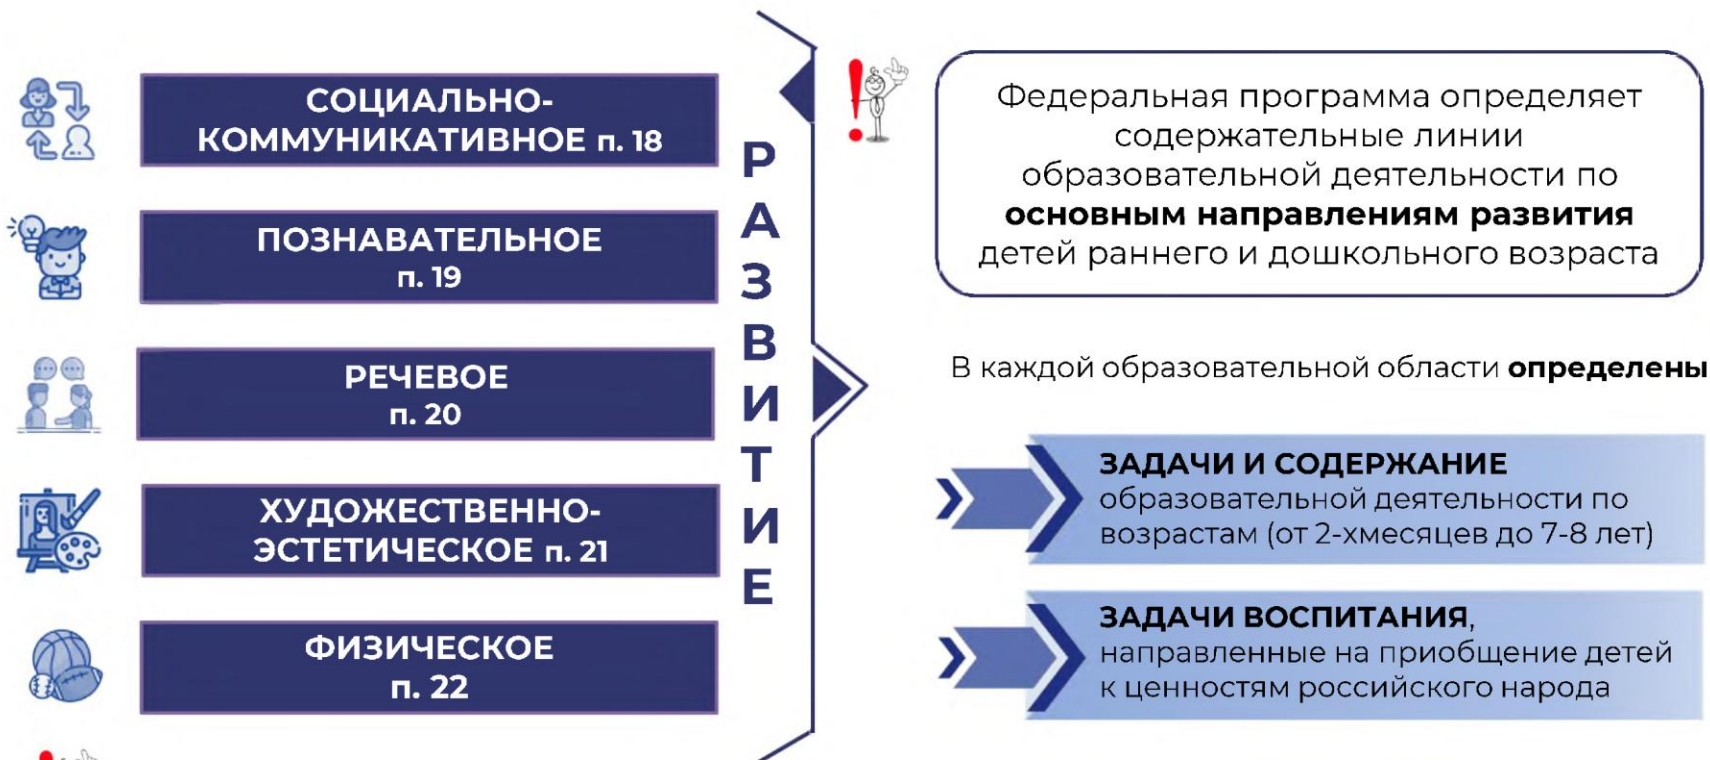 СОЦИАЛЬНО-
КОММУНИКАТИВНОЕ п. 18
ПОЗНАВАТЕЛЬНОЕ
п. 19
РЕЧЕВОЕ
п. 20
ХУДОЖЕСТВЕННО-
ЭСТЕТИЧЕСКОЕ п. 21
ФИЗИЧЕСКОЕ
п. 22
РАЗВИТИЕ
Федеральная программа определяет
содержательные линии
образовательной деятельности по
основным направлениям развития
детей раннего и дошкольного возраста
В каждой образовательной области определены
ЗАДАЧИ И СОДЕРЖАНИЕ
образовательной деятельности по
возрастам (от 2-хмесяцев до 7-8 лет)
ЗАДАЧИ ВОСПИТАНИЯ,
направленные на приобщение детей
к ценностям российского народа